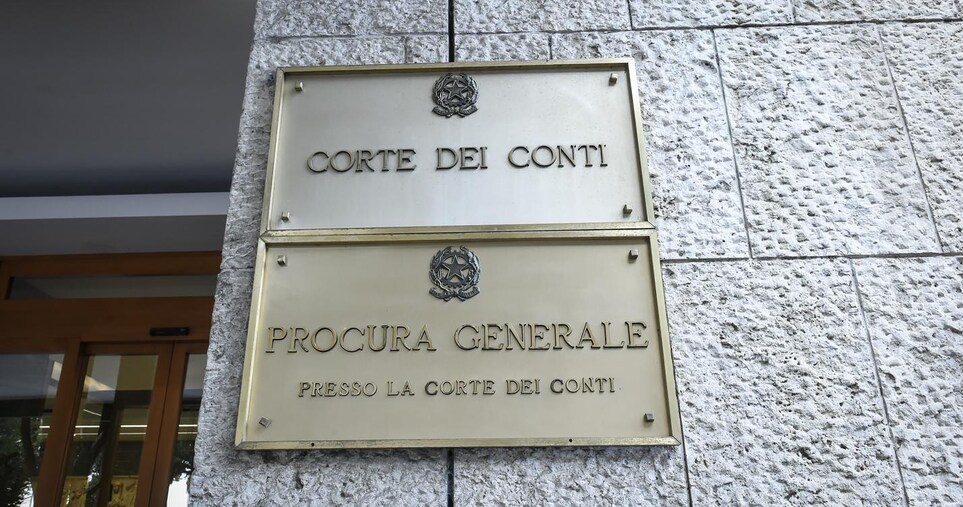 CORTE DEI CONTI
PROCURA GENERALE
PRESSO LA CORTE DEI CONTI